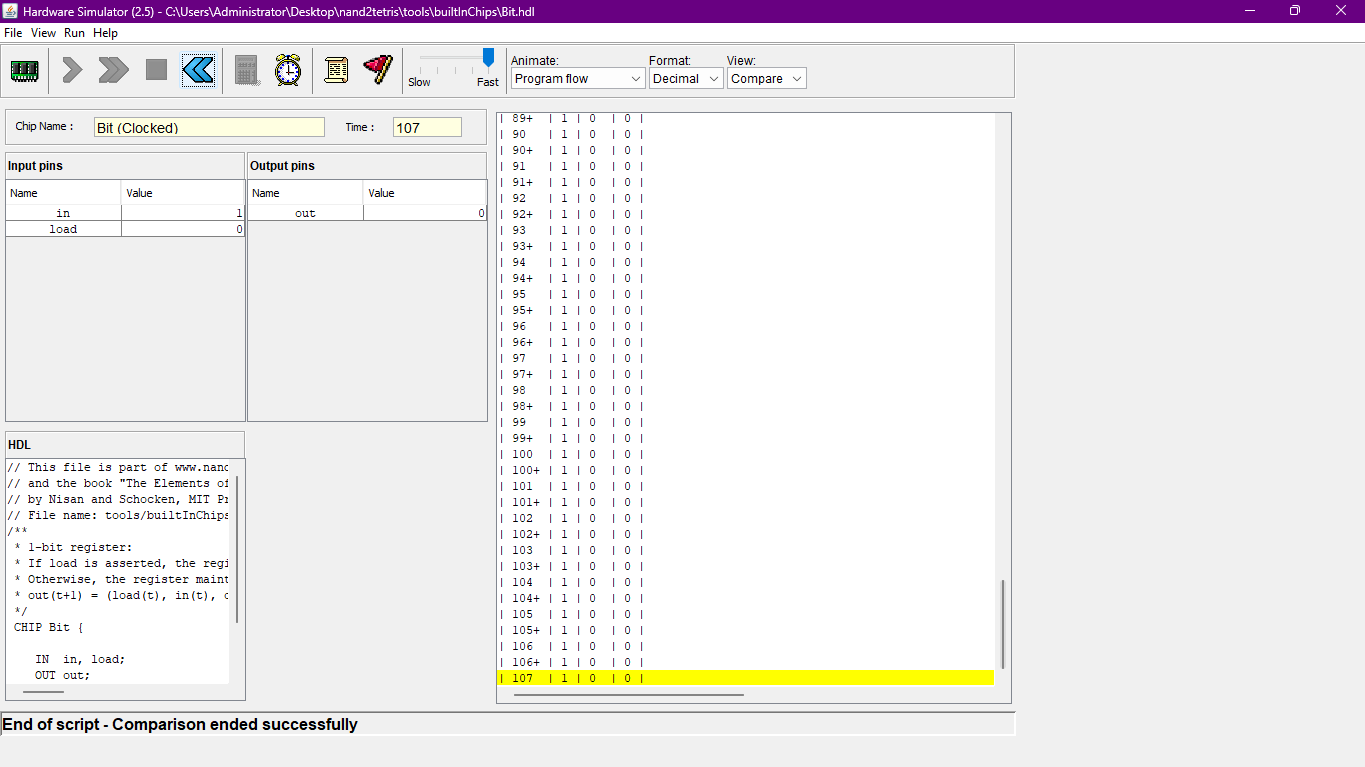 Hardware Simulator (2.5) - C:\Users\Administrator\Desktop\nand2tetris\tools\builtInChips\Bit.hdl
File View Run Help
Slow Fast
Animate:
Program flow
Format:
Decimal
View:
Compare
Chip Name :
Bit (Clocked)
Time :
107
Input pins
Name Value
in 1
load 0
Output pins
Name Value
out 0
HDL
// This file is part of www.nand
// and the book "The Elements of
// by Nisan and Schocken, MIT Pr
// File name: tools/builtInChips
/**
* 1-bit register:
* If load is asserted, the regi
* Otherwise, the register maint
* out(t+1) = (load(t), in(t),
*/
CHIP Bit {
IN in, load;
OUT out;
| 89+ | 1 | 0 | 0 |
| 90 | 1 | 0 | 0 |
| 90+ | 1 | 0 | 0 |
| 91 | 1 | 0 | 0 |
| 91+ | 1 | 0 | 0 |
| 92 | 1 | 0 | 0 |
| 92+ | 1 | 0 | 0 |
| 93 | 1 | 0 | 0 |
| 93+ | 1 | 0 | 0 |
| 94 | 1 | 0 | 0 |
| 94+ | 1 | 0 | 0 |
| 95 | 1 | 0 | 0 |
| 95+ | 1 | 0 | 0 |
| 96 | 1 | 0 | 0 |
| 96+ | 1 | 0 | 0 |
| 97 | 1 | 0 | 0 |
| 97+ | 1 | 0 | 0 |
| 98 | 1 | 0 | 0 |
| 98+ | 1 | 0 | 0 |
| 99 | 1 | 0 | 0 |
| 99+ | 1 | 0 | 0 |
| 100 | 1 | 0 | 0 |
| 100+ | 1 | 0 | 0 |
| 101 | 1 | 0 | 0 |
| 101+ | 1 | 0 | 0 |
| 102 | 1 | 0 | 0 |
| 102+ | 1 | 0 | 0 |
| 103 | 1 | 0 | 0 |
| 103+ | 1 | 0 | 0 |
| 104 | 1 | 0 | 0 |
| 104+ | 1 | 0 | 0 |
| 105 | 1 | 0 | 0 |
| 105+ | 1 | 0 | 0 |
| 106 | 1 | 0 | 0 |
| 106+ | 1 | 0 | 0 |
| 107 | 1 | 0 | 0 |
End of script - Comparison ended successfully